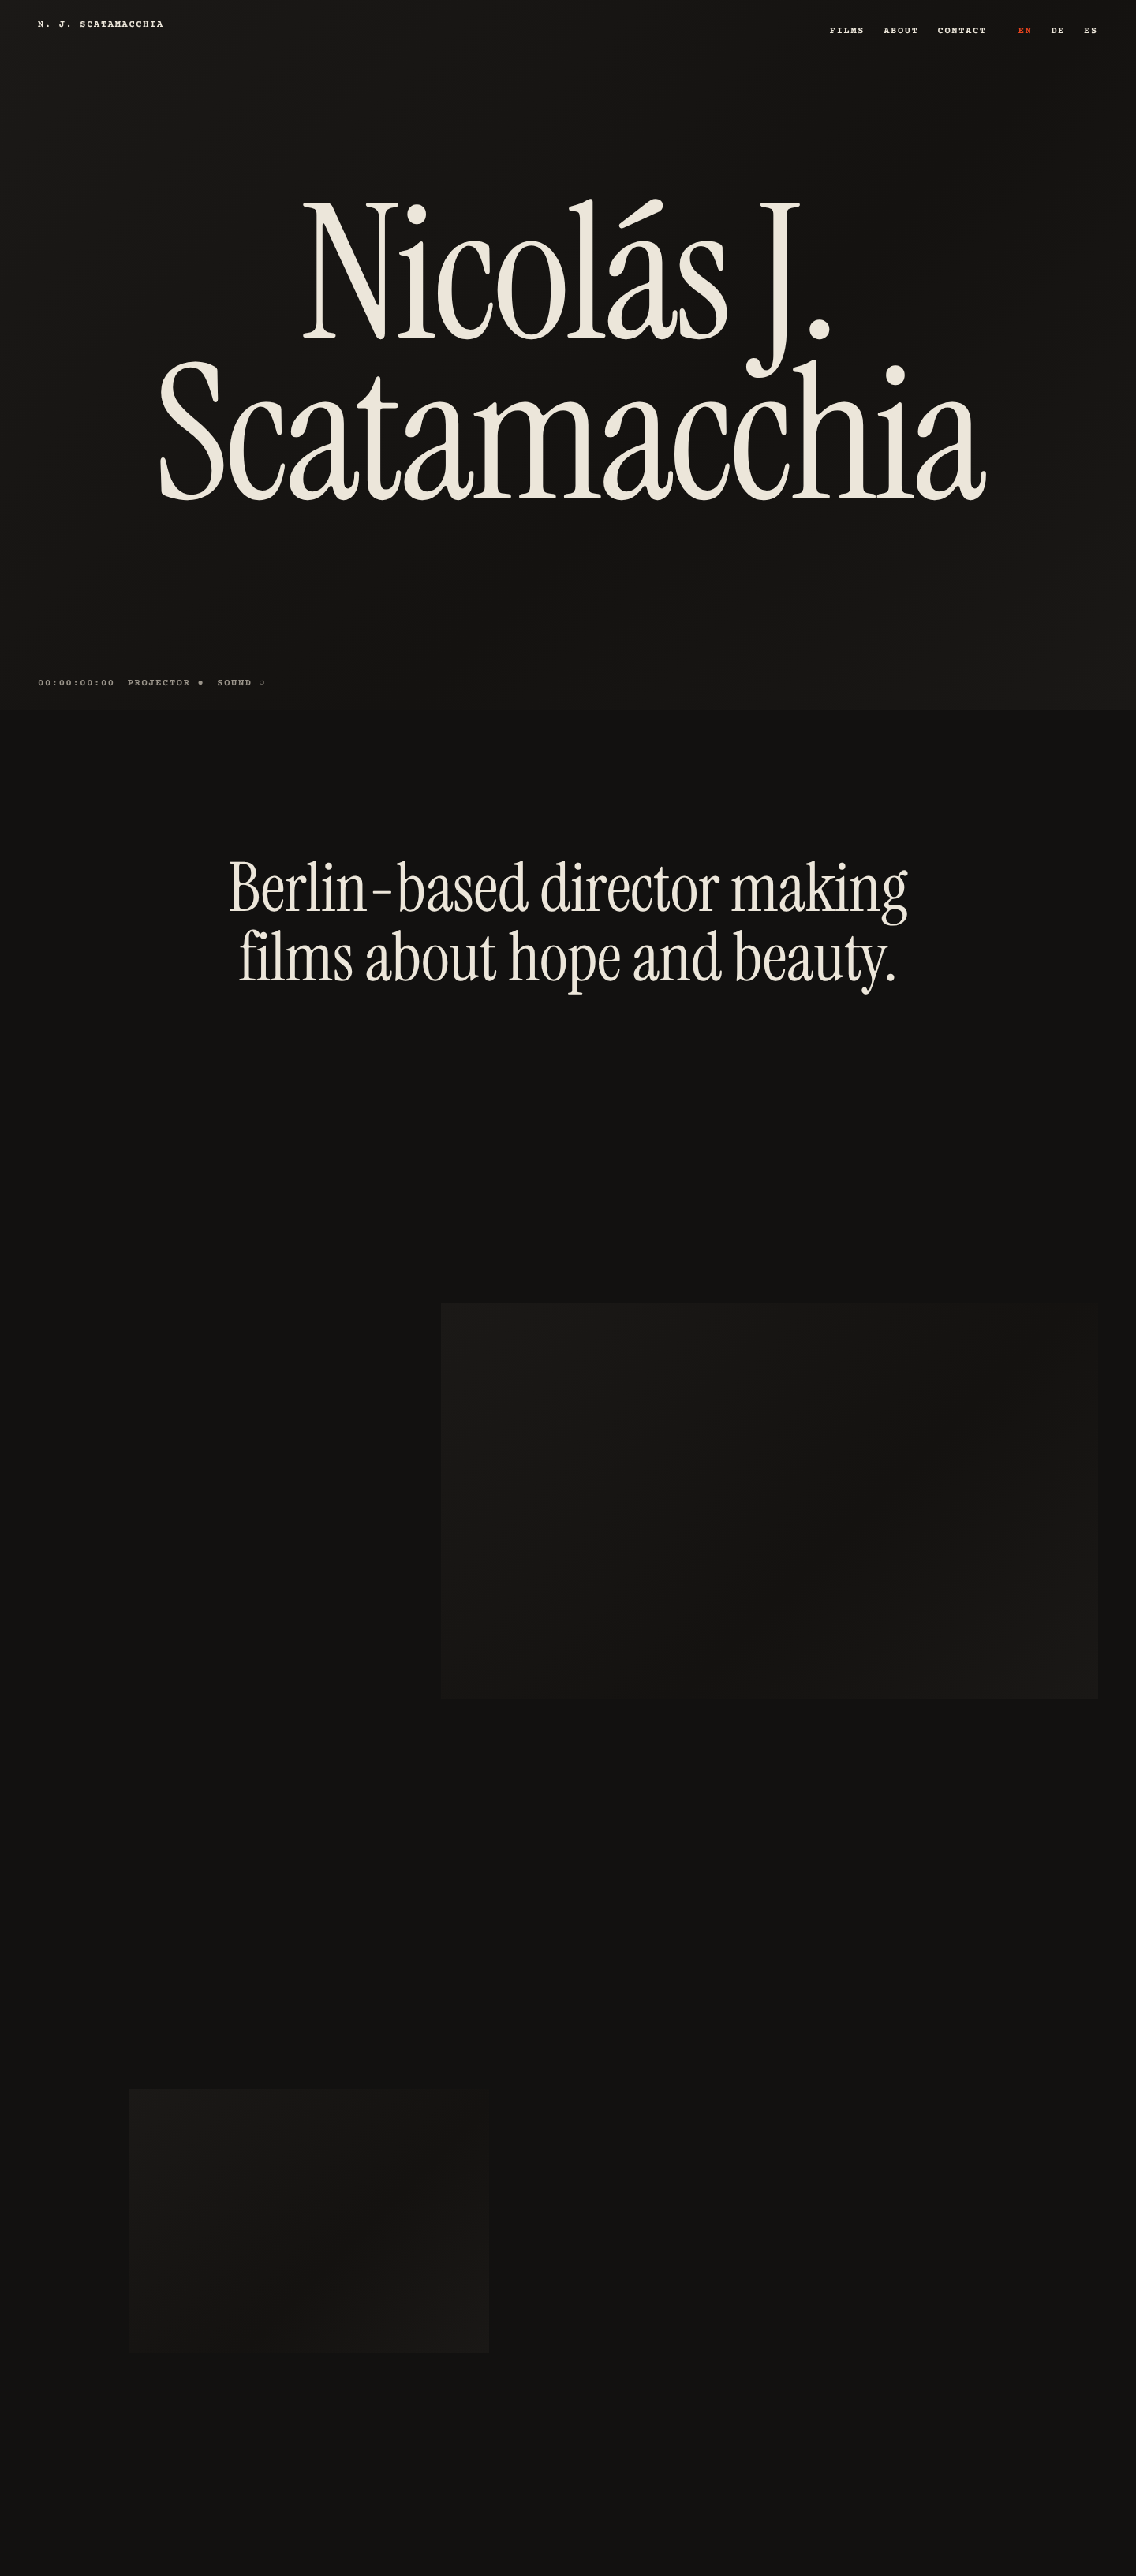 N. J. SCATAMACCHIA
FILMS ABOUT CONTACT EN DE ES
Nicolás J.
Scatamacchia
00:00:00:00 PROJECTOR ● SOUND ○
Berlin-based director making
films about hope and beauty.